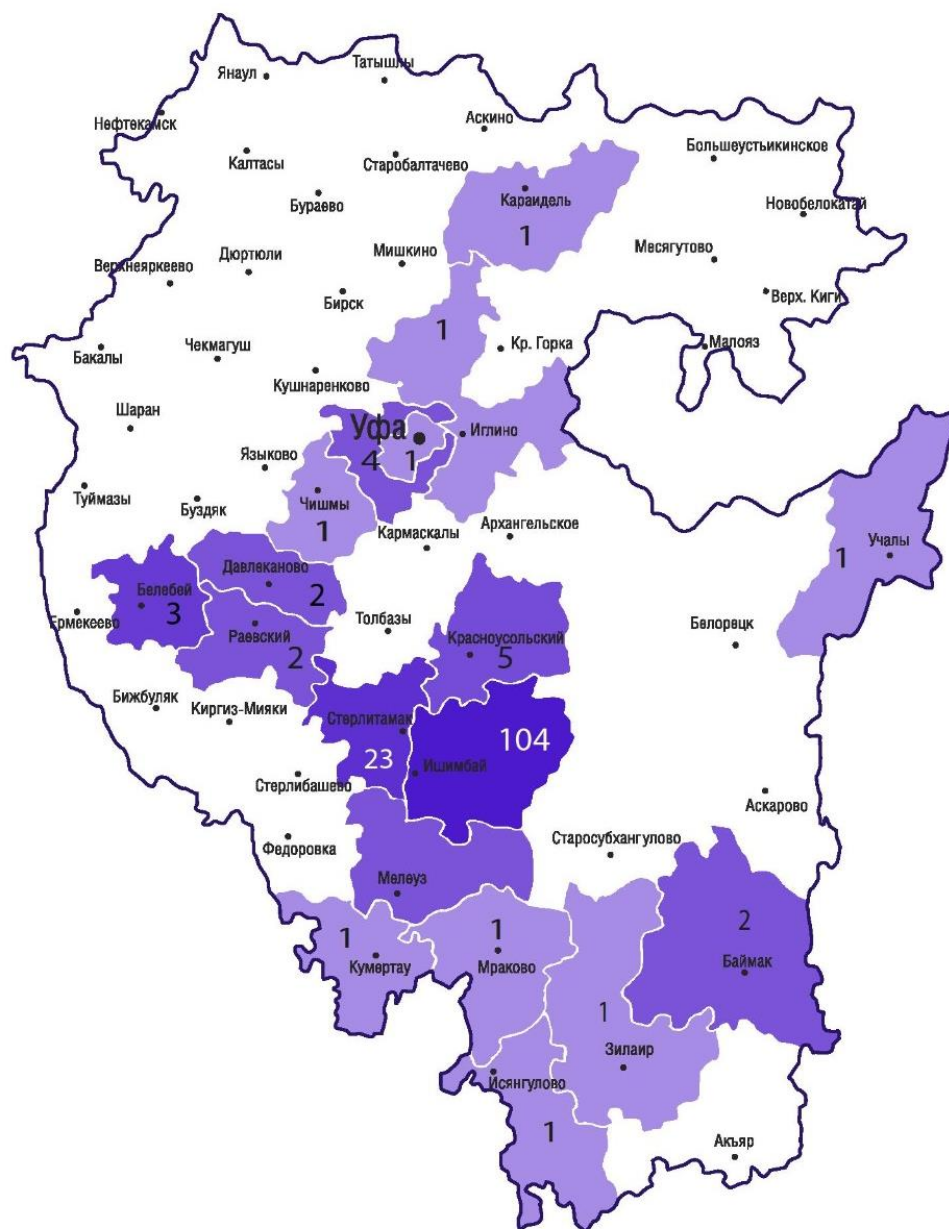 Татышлы
Янаул
Нефтекамск
Аскино
Калтасы
Старобалтачево
Большеустьикинское
Караидель
1
Бураево
Новобелокатай
Дюртюли
Мишкино
Месягутово
Верхнеяркеево
Бирск
Верх. Киги
1
Бакалы
Чекмагуш
Кр. Горка
Малояз
Кушнаренково
Шаран
Уфа
Иглино
4
1
Языково
Туймазы
Буздяк
Чишмы
1
Кармаскалы
Архангельское
Учалы
1
Давлеканово
2
Белебей
3
Ермекеево
Раевский
2
Толбазы
Красноусольский
5
Белорецк
Бижбуляк
Киргиз-Мияки
Стерлитамак
23
104
Ишимбай
Стерлибашево
Аскарово
Федоровка
Старосубхангулово
Мелеуз
1
Кумертау
1
Мраково
2
Баймак
1
Зилаир
Исянгулово
1
Акъяр